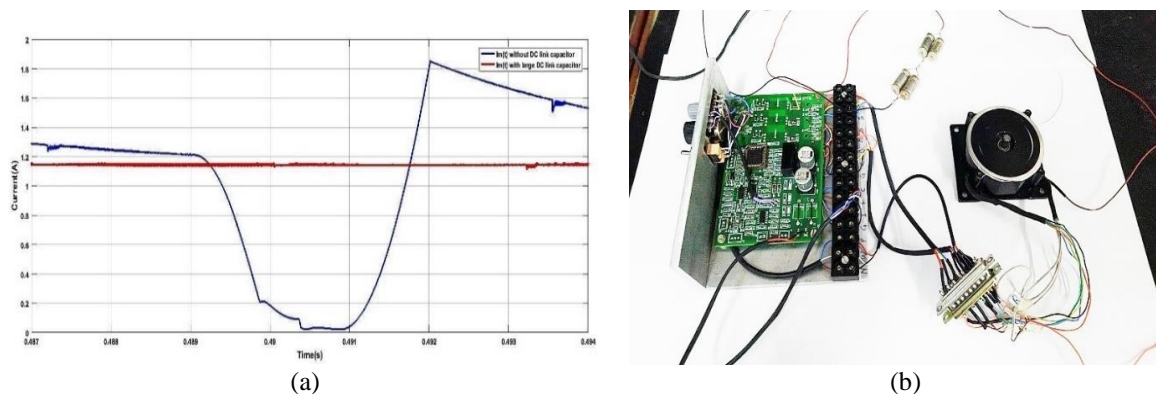 2
1.8
1.6
1.4
1.2
1
0.8
0.6
0.4
0.2
0
Current(A)
Im(t) without DC link capacitor
Im(t) with large DC link capacitor
0.487 0.488 0.489 0.49 0.491 0.492 0.493 0.494
Time(s)
(a) (b)